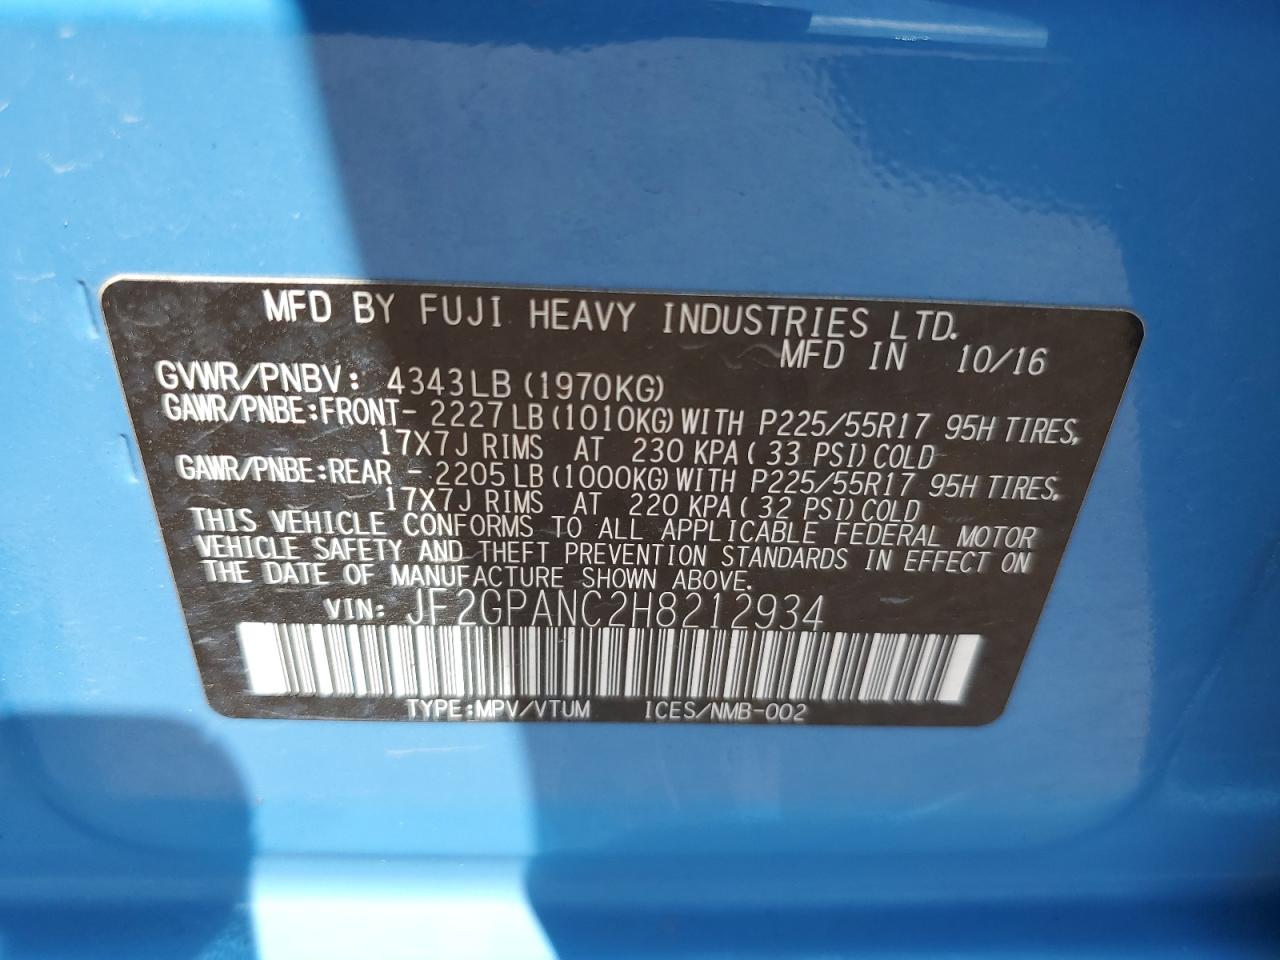 MFD BY FUJI HEAVY INDUSTRIES LTD.
MFD IN 10/16
GVWR/PNBV: 4343LB (1970KG)
GAWR/PNBE:FRONT- 2227 LB (1010KG) WITH P225/55R17 95H TIRES,
17X7J RIMS AT 230 KPA ( 33 PSI) COLD
GAWR/PNBE:REAR - 2205 LB (1000KG) WITH P225/55R17 95H TIRES,
17X7J RIMS AT 220 KPA ( 32 PSI) COLD
THIS VEHICLE CONFORMS TO ALL APPLICABLE FEDERAL MOTOR
VEHICLE SAFETY AND THEFT PREVENTION STANDARDS IN EFFECT ON
THE DATE OF MANUFACTURE SHOWN ABOVE.
VIN: JF2GPANC2H8212934
TYPE:MPV/VTUM ICES/NMB-002